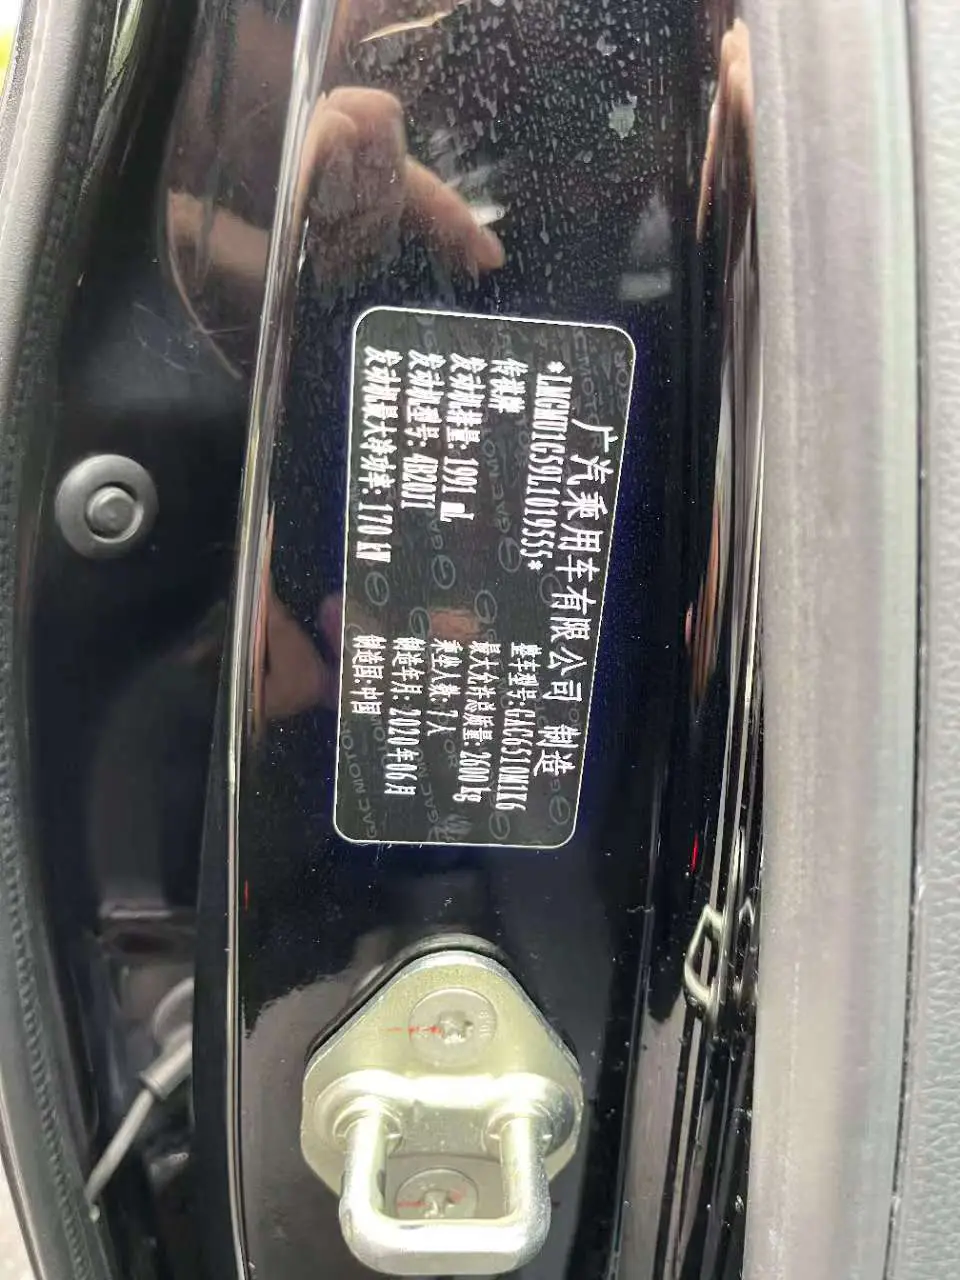 广汽乘用车有限公司 制造
*LMGMU1G59L1019555*
传祺牌 整车型号:GAC6510M1K6
发动机排量:1991 mL 最大允许总质量:2600 kg
发动机型号:4B20J1 乘坐人数:7人
发动机最大净功率:170 kW 制造年月:2020年06月
制造国:中国